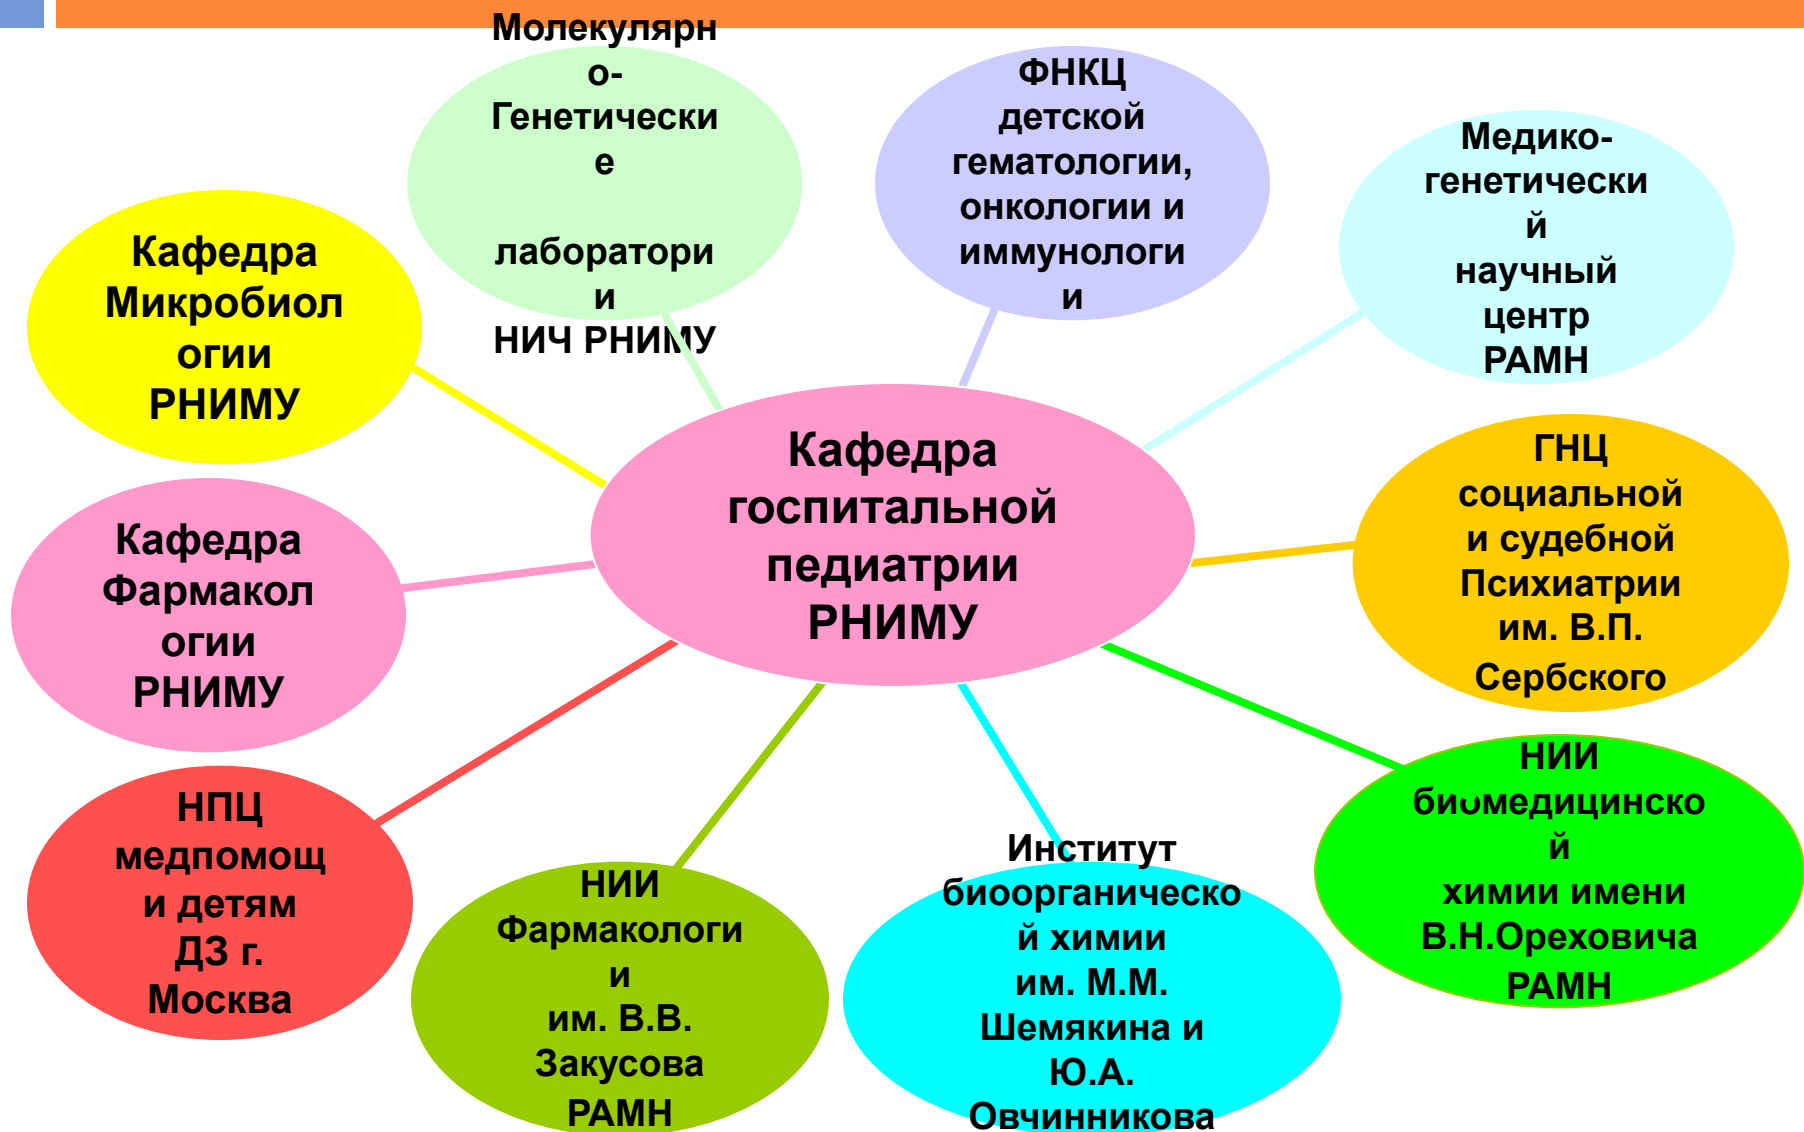 Молекулярн
о-
Генетически
е
лаборатори
и
НИЧ РНИМУ
ФНКЦ
детской
гематологии,
онкологии и
иммунологи
и
Медико-
генетически
й
научный
центр
РАМН
Кафедра
Микробиол
огии
РНИМУ
Кафедра
госпитальной
педиатрии
РНИМУ
ГНЦ
социальной
и судебной
Психиатрии
им. В.П.
Сербского
Кафедра
Фармакол
огии
РНИМУ
НПЦ
медпомощ
и детям
ДЗ г.
Москва
НИИ
Фармакологи
и
им. В.В.
Закусова
РАМН
Институт
биоорганическо
й химии
им. М.М.
Шемякина и
Ю.А.
Овчинникова
НИИ
биомедицинско
й
химии имени
В.Н.Ореховича
РАМН